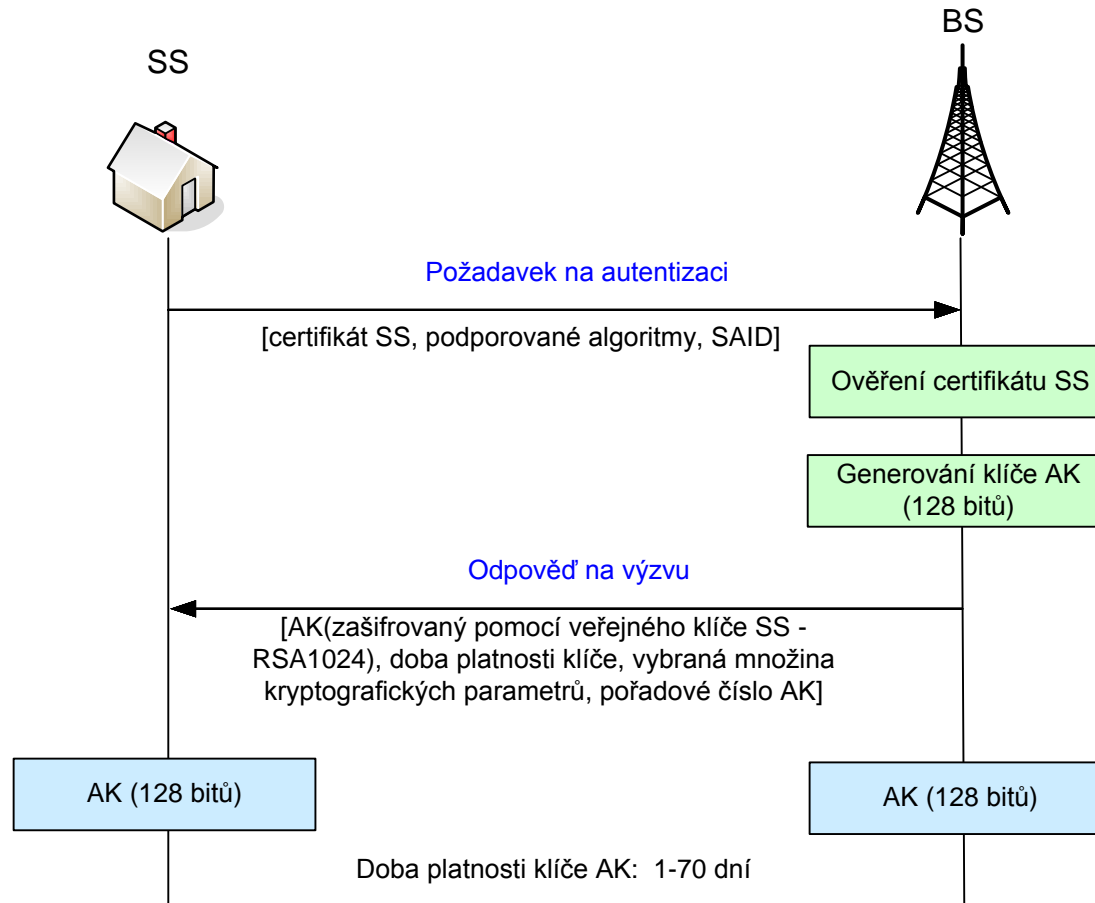 BS
SS
Požadavek na autentizaci
[certifikát SS, podporované algoritmy, SAID]
Ověření certifikátu SS
Generování klíče AK
(128 bitů)
Odpověď na výzvu
[AK(zašifrovaný pomocí veřejného klíče SS -
RSA1024), doba platnosti klíče, vybraná množina
kryptografických parametrů, pořadové číslo AK]
AK (128 bitů)
AK (128 bitů)
Doba platnosti klíče AK: 1-70 dní